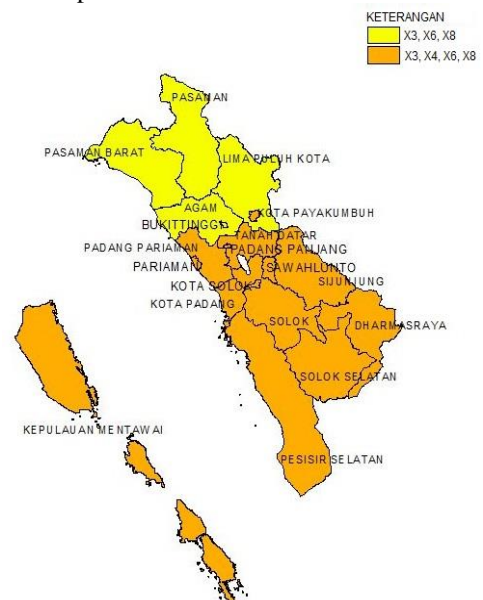 KETERANGAN
X3, X6, X8
X3, X4, X6, X8
PASAMAN
PASAMAN BARAT
LIMA PULUH KOTA
AGAM
KOTA PAYAKUMBUH
BUKITTINGGI
TANAH DATAR
PADANG PARIAMAN
PADANG PANJANG
PARIAMAN
SAWAHLUNTO
KOTA SOLOK
SIJUNJUNG
KOTA PADANG
SOLOK
DHARMASRAYA
SOLOK SELATAN
KEPULAUAN MENTAWAI
PESISIR SELATAN